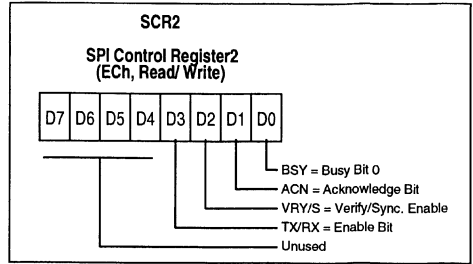 SCR2
SPI Control Register2
(ECh, Read/ Write)
D7 D6 D5 D4 D3 D2 D1 D0
BSY = Busy Bit 0
ACN = Acknowledge Bit
VRY/S = Verify/Sync. Enable
TX/RX = Enable Bit
Unused